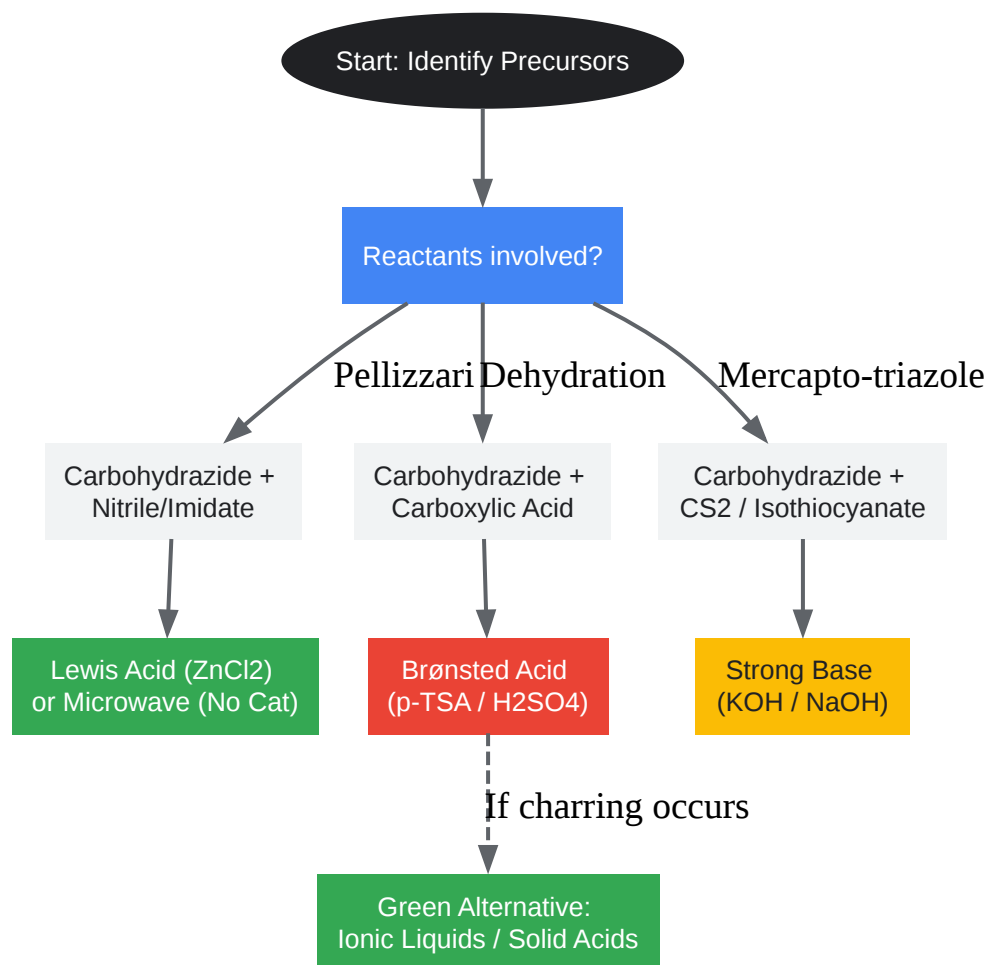 Start: Identify Precursors
Reactants involved?
Pellizzari
Dehydration
Mercapto-triazole
Carbohydrazide +
Nitrile/Imidate
Carbohydrazide +
Carboxylic Acid
Carbohydrazide +
CS2 / Isothiocyanate
Lewis Acid (ZnCl2)
or Microwave (No Cat)
Brønsted Acid
(p-TSA / H2SO4)
Strong Base
(KOH / NaOH)
If charring occurs
Green Alternative:
Ionic Liquids / Solid Acids